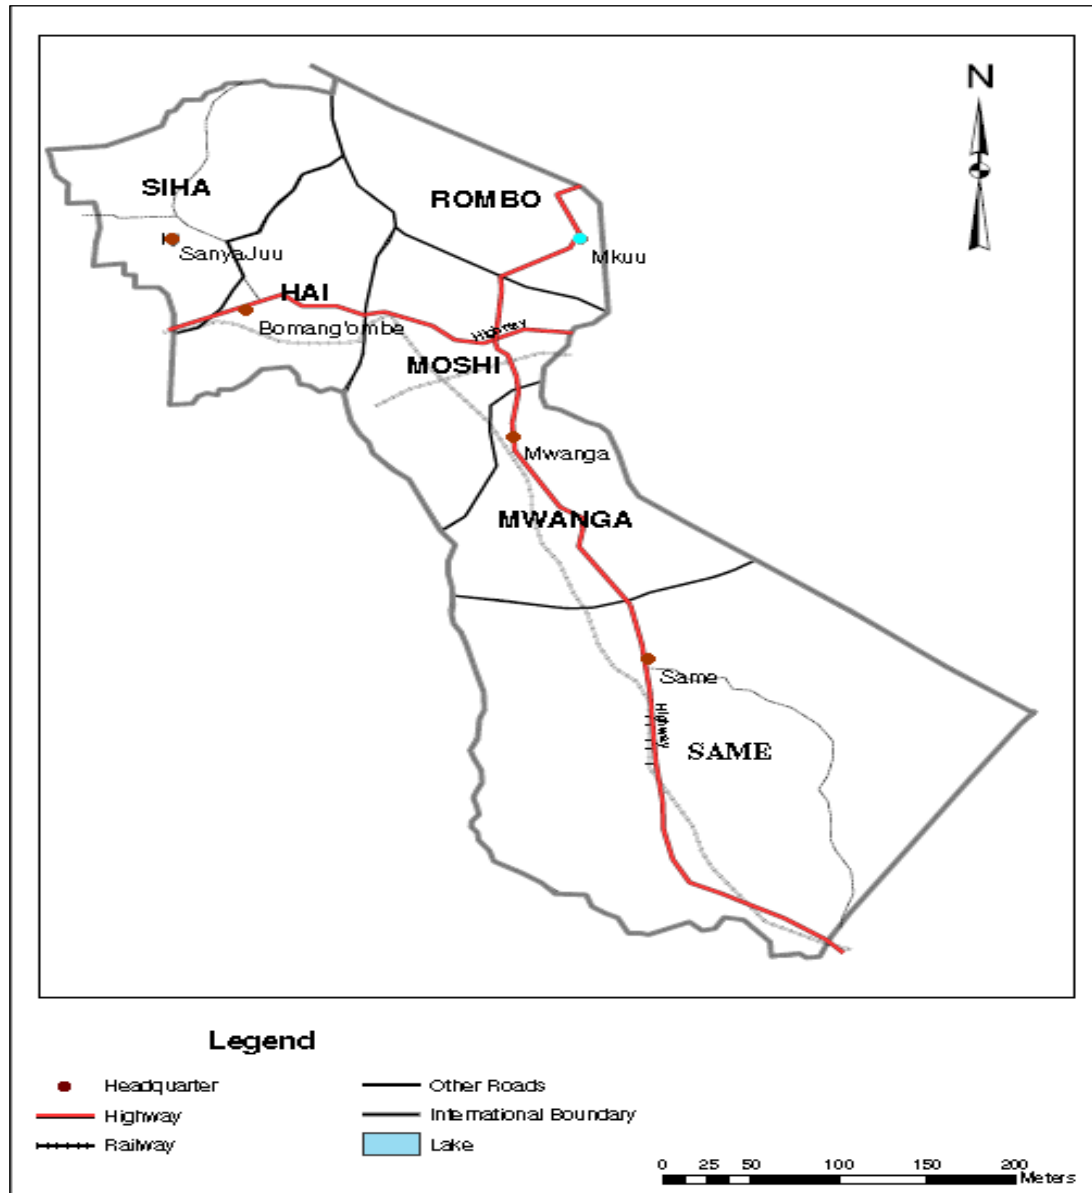 N
SIHA
ROMBO
SanyaJuu
Mkuu
HAI
Bomang'ombe
Highway
MOSHI
Mwanga
MWANGA
Same
Highway
SAME
Legend
Headquarter
Highway
Railway
Other Roads
International Boundary
Lake
0 25 50 100 150 200
Meters